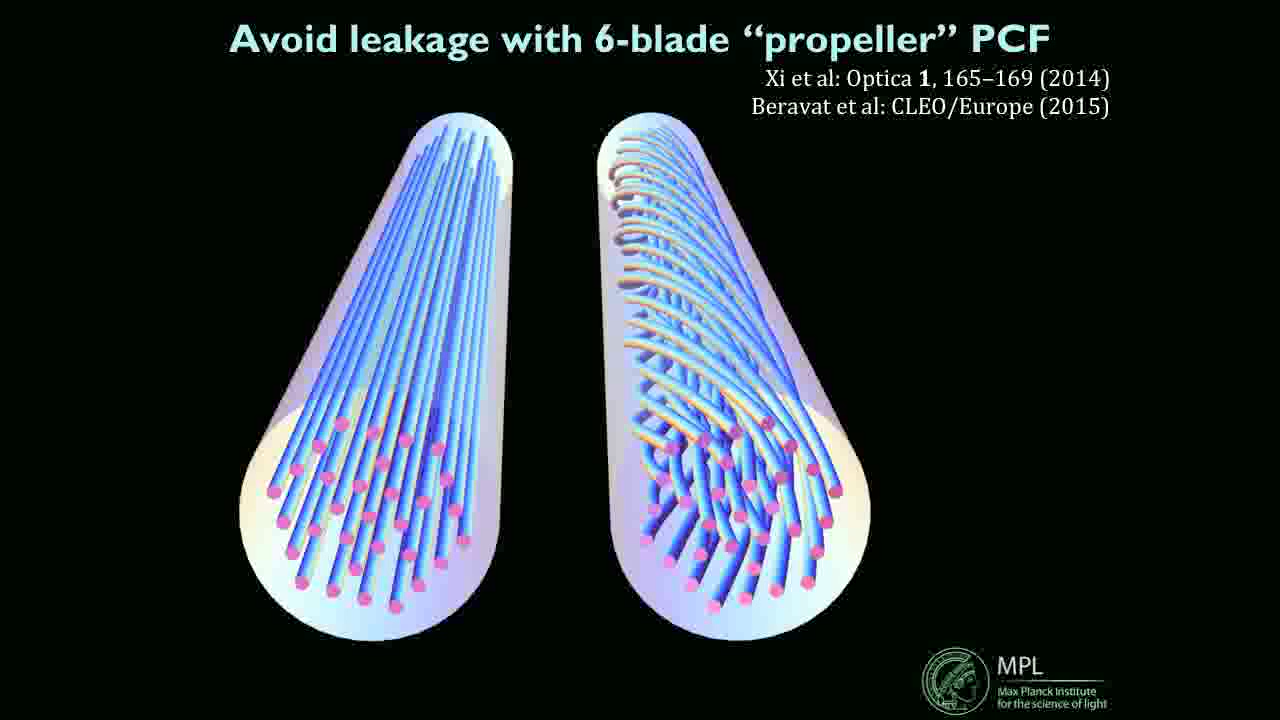 Avoid leakage with 6-blade “propeller” PCF
Xi et al: Optica 1, 165–169 (2014)
Beravat et al: CLEO/Europe (2015)
MPL
Max Planck Institute
for the science of light